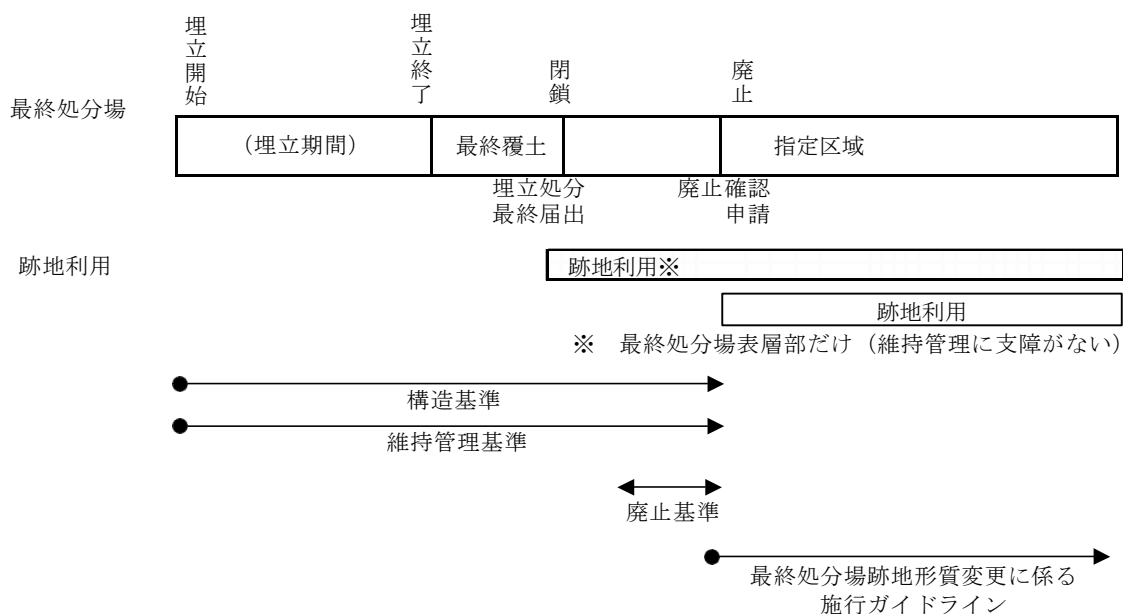 埋立開始
埋立終了
閉鎖
廃止
最終処分場
(埋立期間)
最終覆土
指定区域
埋立処分
最終届出
廃止確認
申請
跡地利用
跡地利用※
跡地利用
※ 最終処分場表層部だけ（維持管理に支障がない）
構造基準
維持管理基準
廃止基準
最終処分場跡地形質変更に係る
施行ガイドライン